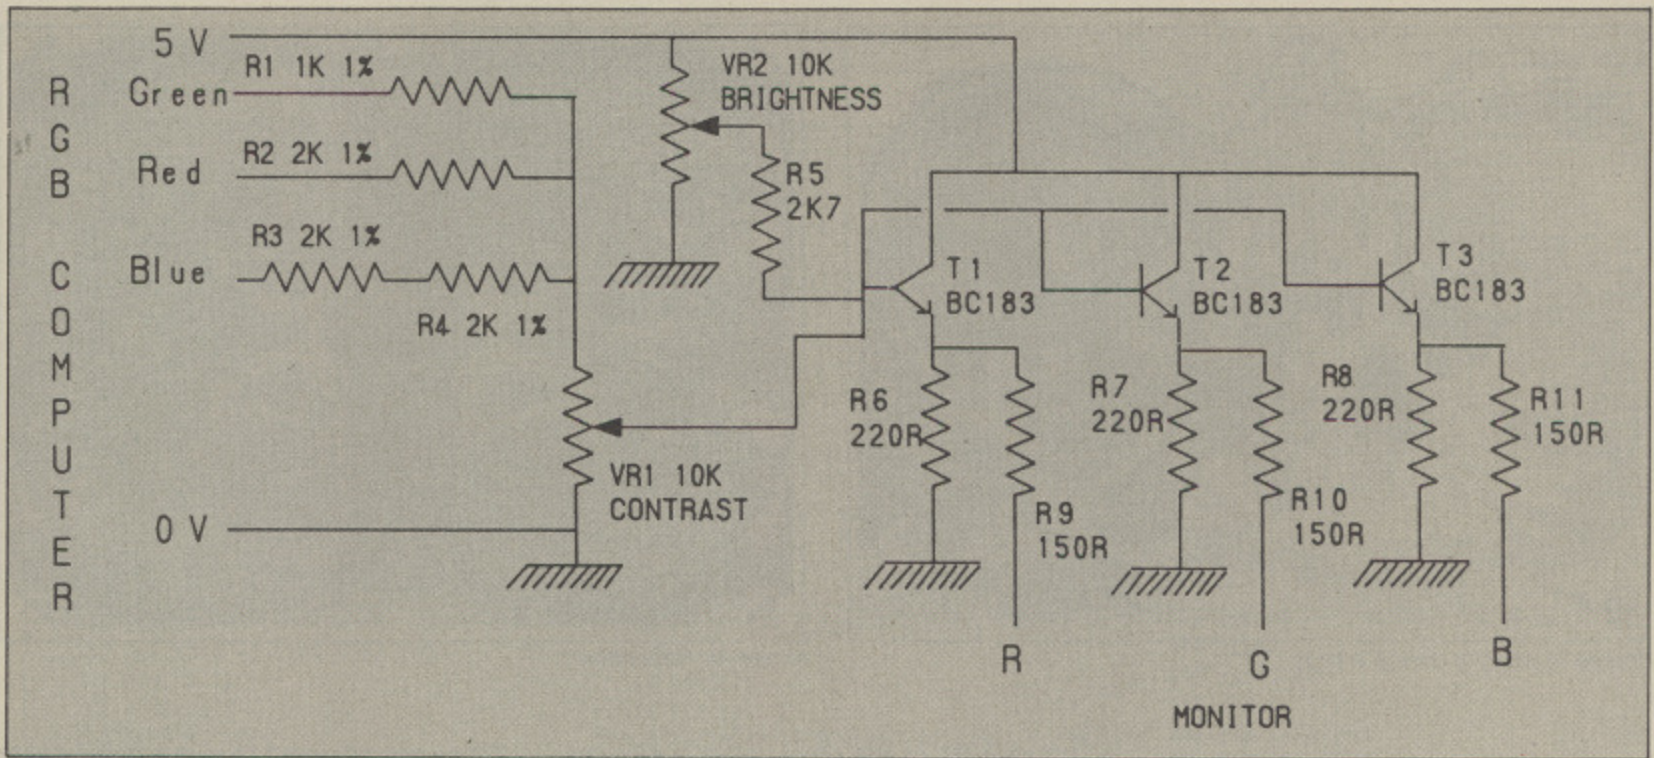 RGB COMPUTER
5 V
R1 1K 1%
Green
R2 2K 1%
Red
R3 2K 1%
Blue
R4 2K 1%
0 V
VR1 10K
CONTRAST
VR2 10K
BRIGHTNESS
R5
2K7
T1
BC183
T2
BC183
T3
BC183
R6
220R
R9
150R
R7
220R
R10
150R
R8
220R
R11
150R
R
G
B
MONITOR